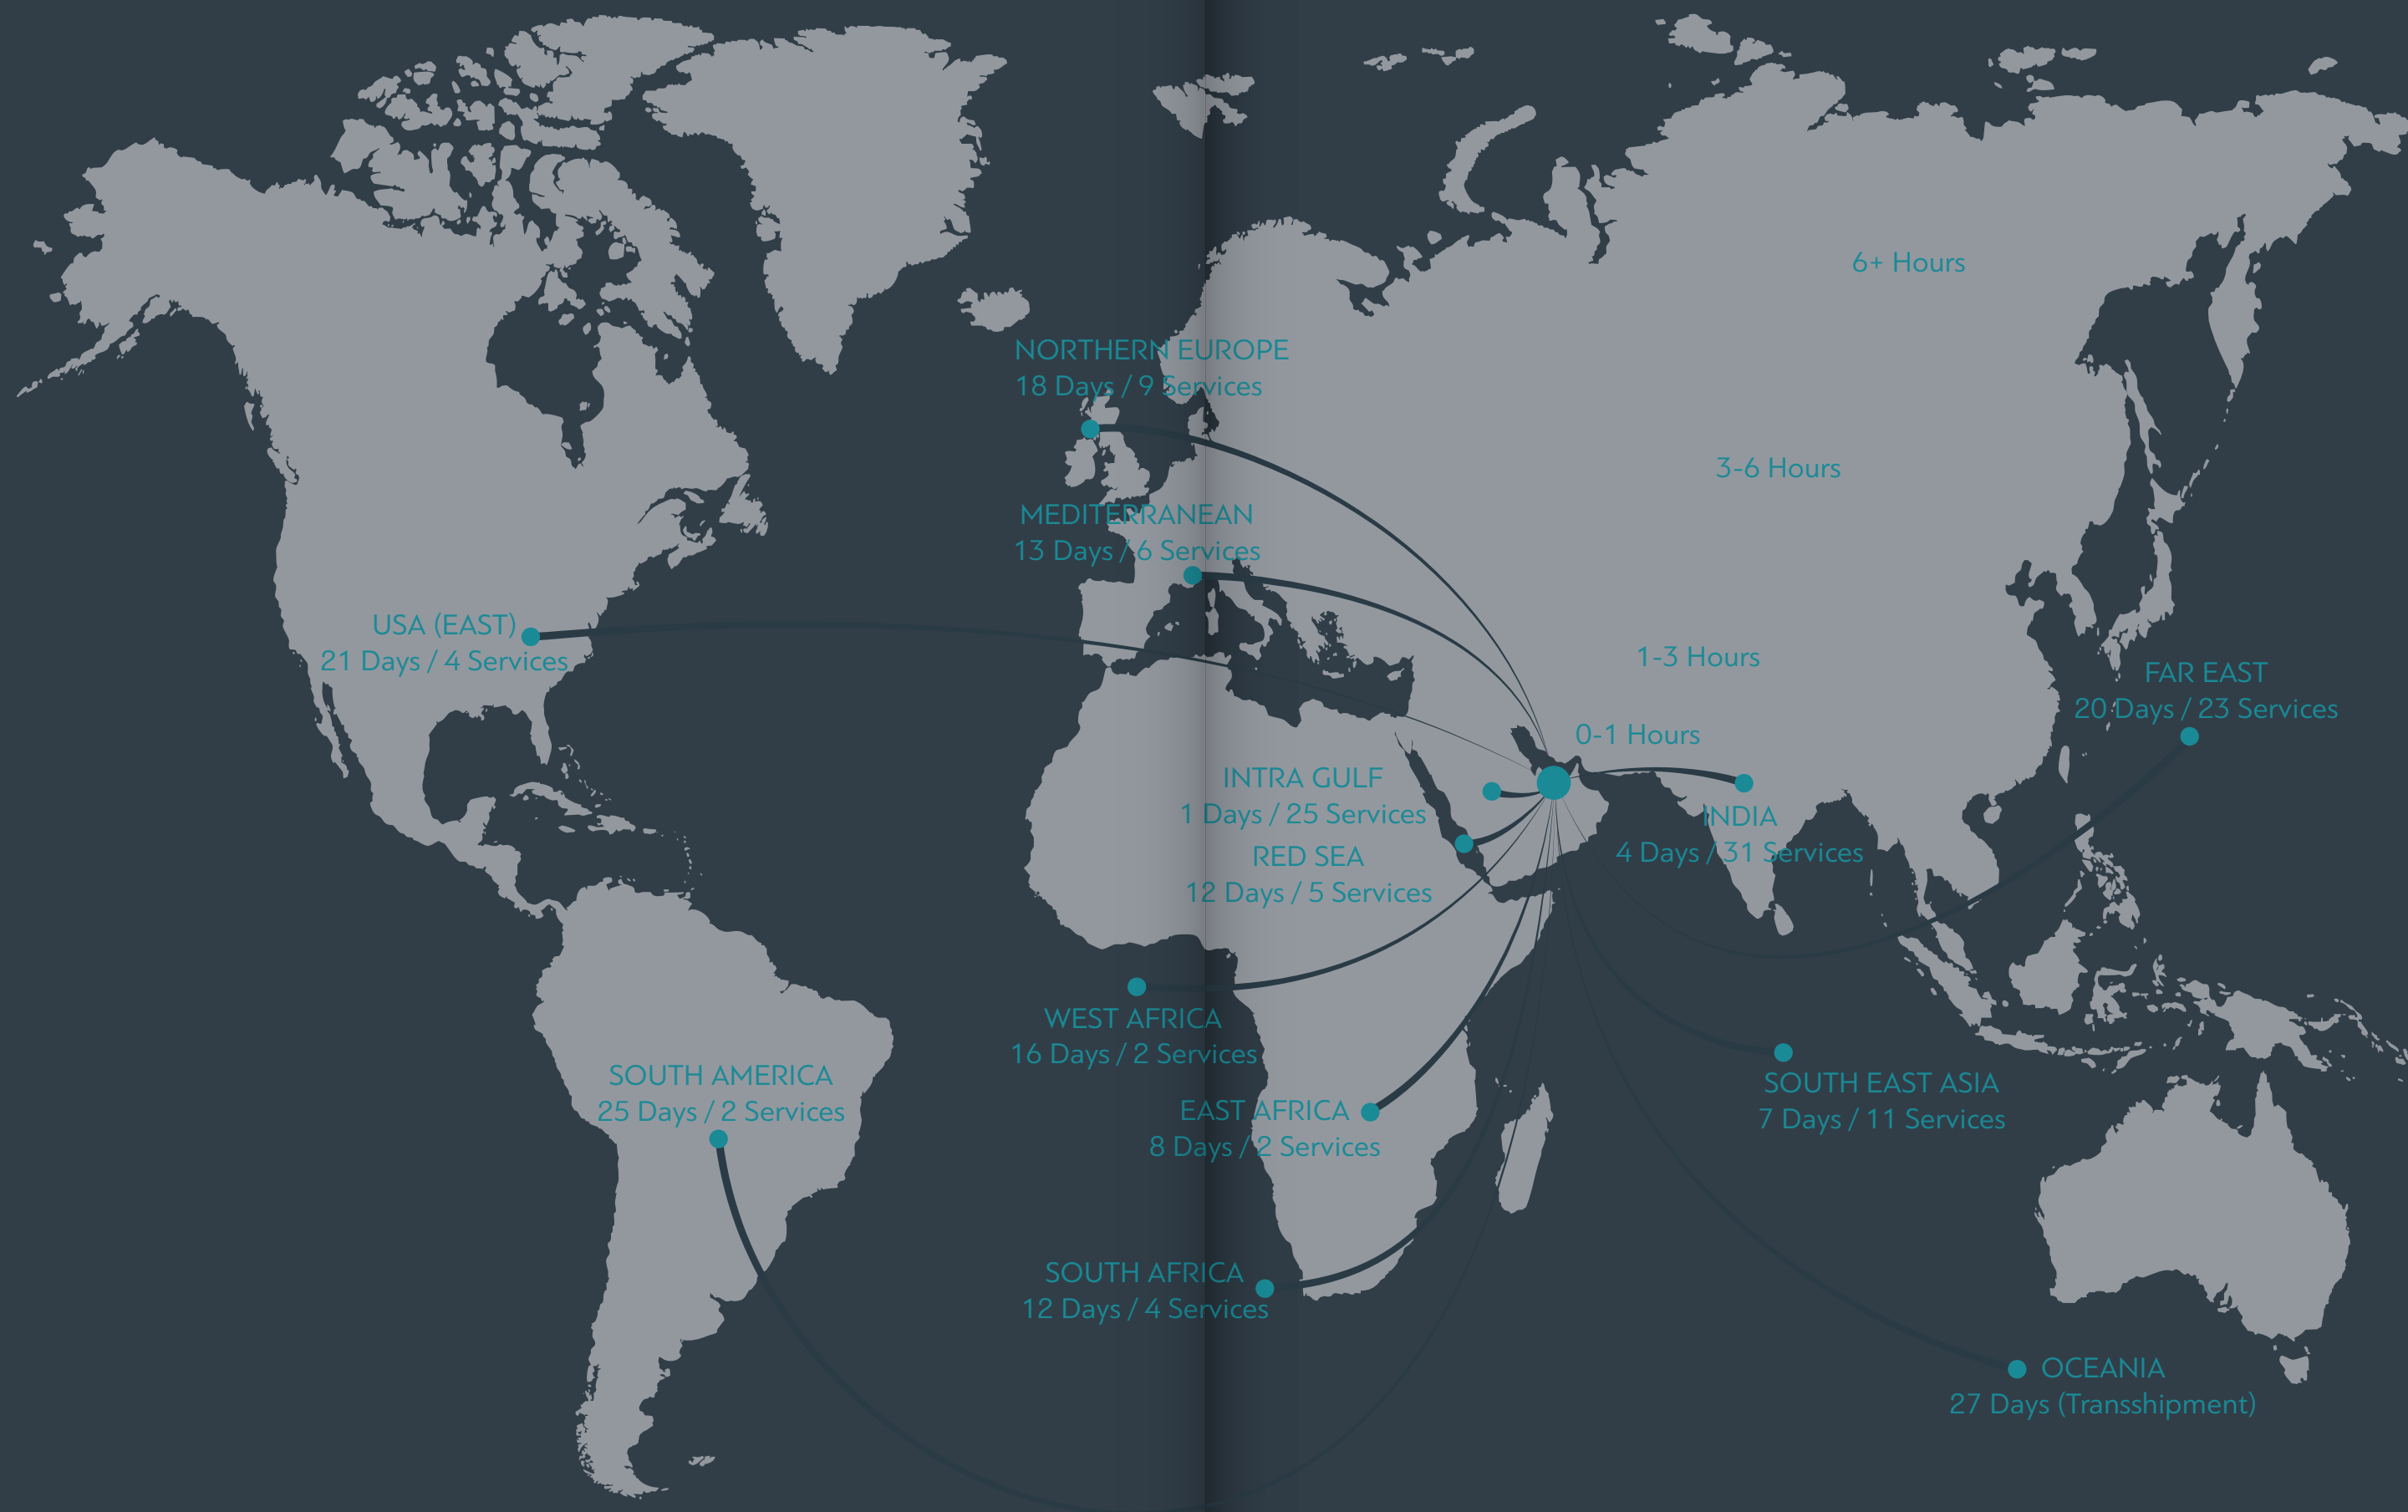 6+ Hours
NORTHERN EUROPE
18 Days / 9 Services
3-6 Hours
MEDITERRANEAN
13 Days / 6 Services
USA (EAST)
21 Days / 4 Services
1-3 Hours
FAR EAST
20 Days / 23 Services
0-1 Hours
INTRA GULF
1 Days / 25 Services
INDIA
4 Days / 31 Services
RED SEA
12 Days / 5 Services
WEST AFRICA
16 Days / 2 Services
SOUTH AMERICA
25 Days / 2 Services
SOUTH EAST ASIA
7 Days / 11 Services
EAST AFRICA
8 Days / 2 Services
SOUTH AFRICA
12 Days / 4 Services
OCEANIA
27 Days (Transshipment)